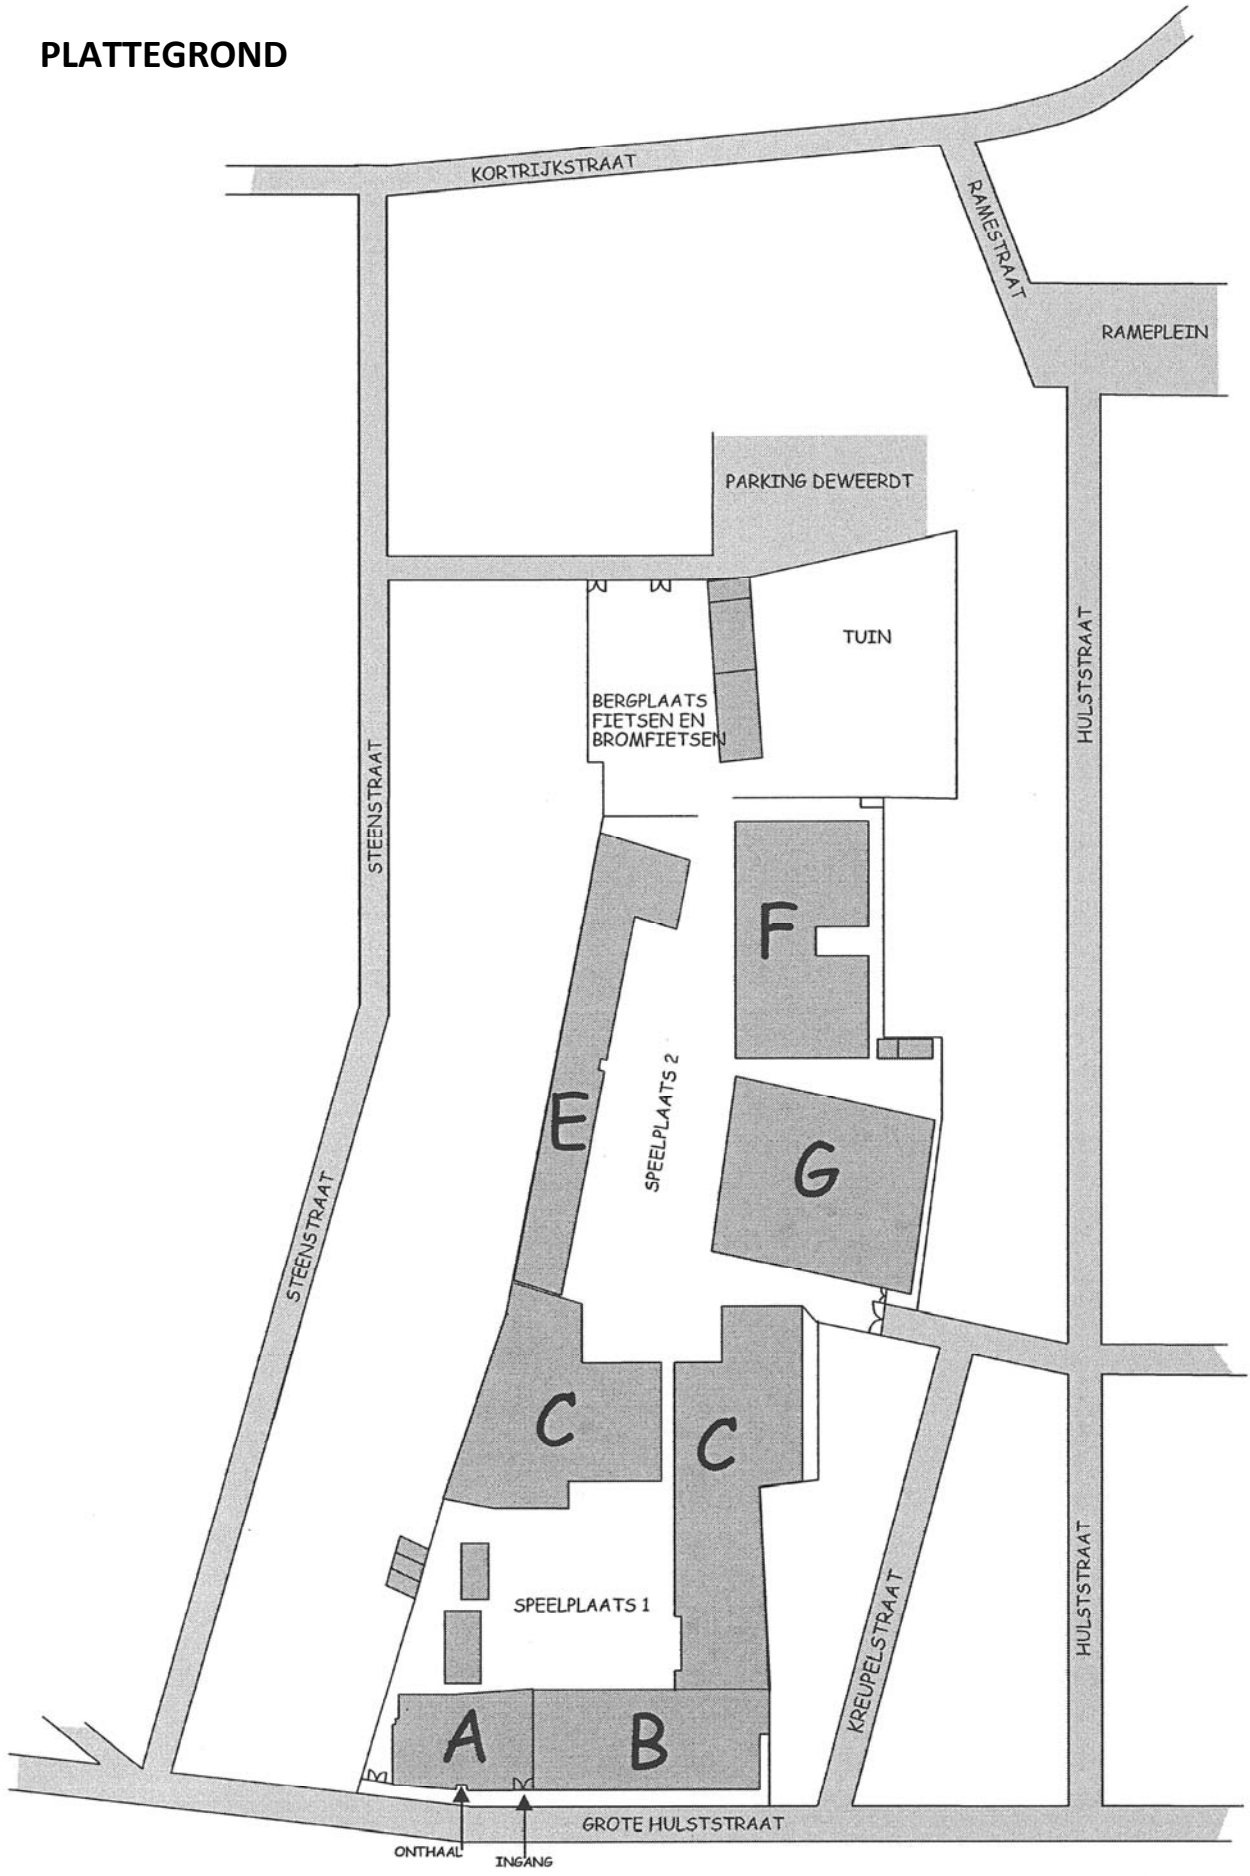 PLATTEGROND
KORTRIJKSTRAAT
RAMESTRAAT
RAMEPLEIN
PARKING DEWEERDT
TUIN
HULSTSTRAAT
BERGPLAATS
FIETSEN EN
BROMFIETSEN
STEENSTRAAT
F
E
SPEELPLAATS 2
G
STEENSTRAAT
C
C
HULSTSTRAAT
SPEELPLAATS 1
KREUPELSTRAAT
A
B
GROTE HULSTSTRAAT
ONTHAAL
INGANG